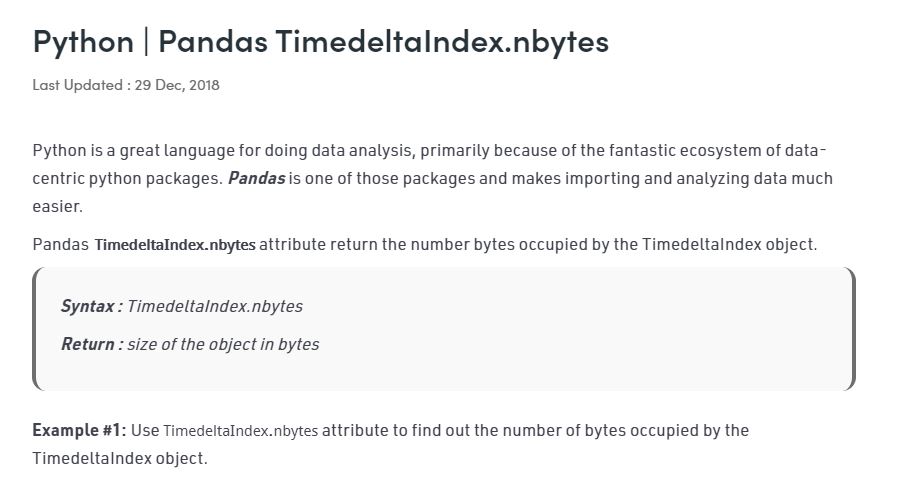 Python | Pandas TimedeltaIndex.nbytes
Last Updated : 29 Dec, 2018
Python is a great language for doing data analysis, primarily because of the fantastic ecosystem of data-
centric python packages. Pandas is one of those packages and makes importing and analyzing data much
easier.
Pandas TimedeltaIndex.nbytes attribute return the number bytes occupied by the TimedeltaIndex object.
Syntax : TimedeltaIndex.nbytes
Return : size of the object in bytes
Example #1: Use TimedeltaIndex.nbytes attribute to find out the number of bytes occupied by the
TimedeltaIndex object.